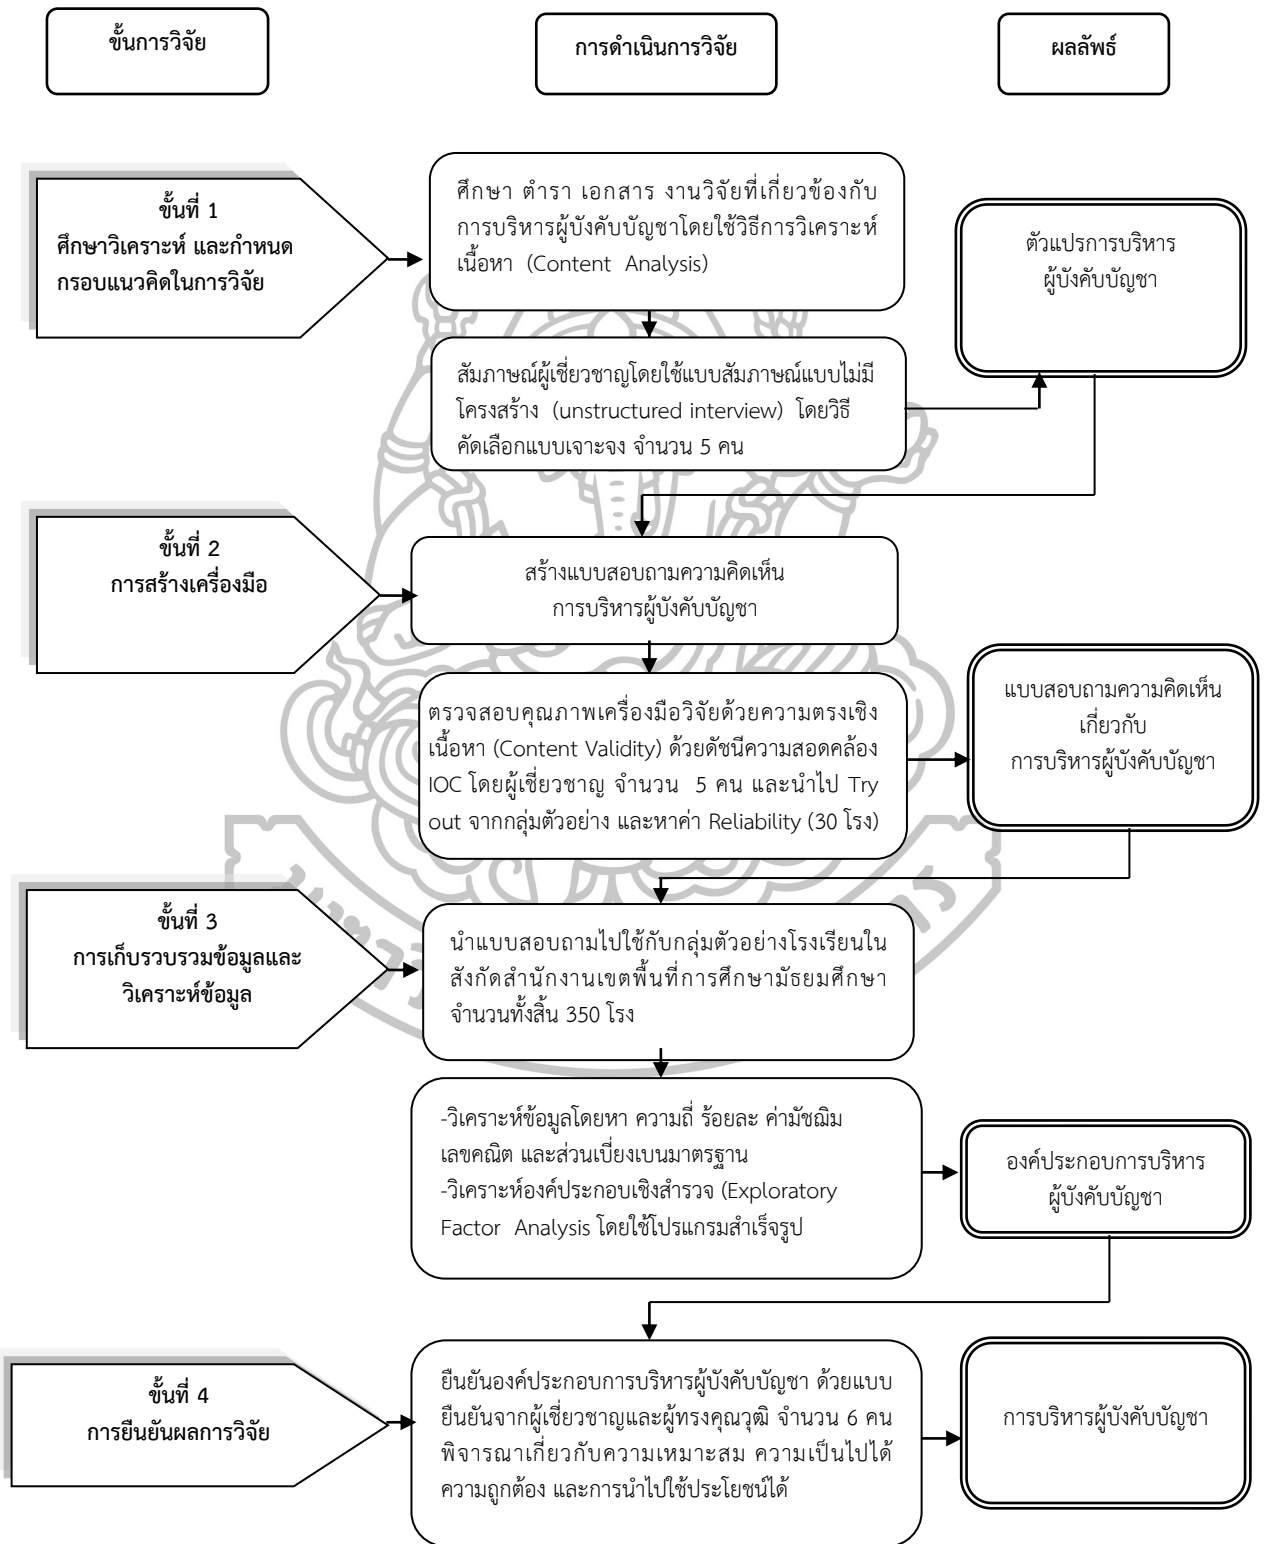 ขั้นการวิจัย
การดำเนินการวิจัย
ผลลัพธ์
ขั้นที่ 1
ศึกษาวิเคราะห์ และกำหนด
กรอบแนวคิดในการวิจัย
ศึกษา ตำรา เอกสาร งานวิจัยที่เกี่ยวข้องกับ
การบริหารผู้บังคับบัญชาโดยใช้วิธีการวิเคราะห์
เนื้อหา (Content Analysis)
ตัวแปรการบริหาร
ผู้บังคับบัญชา
สัมภาษณ์ผู้เชี่ยวชาญโดยใช้แบบสัมภาษณ์แบบไม่มี
โครงสร้าง (unstructured interview) โดยวิธี
คัดเลือกแบบเจาะจง จำนวน 5 คน
ขั้นที่ 2
การสร้างเครื่องมือ
สร้างแบบสอบถามความคิดเห็น
การบริหารผู้บังคับบัญชา
ตรวจสอบคุณภาพเครื่องมือวิจัยด้วยความตรงเชิง
เนื้อหา (Content Validity) ด้วยดัชนีความสอดคล้อง
IOC โดยผู้เชี่ยวชาญ จำนวน 5 คน และนำไป Try
out จากกลุ่มตัวอย่าง และหาค่า Reliability (30 โรง)
แบบสอบถามความคิดเห็น
เกี่ยวกับ
การบริหารผู้บังคับบัญชา
ขั้นที่ 3
การเก็บรวบรวมข้อมูลและ
วิเคราะห์ข้อมูล
นำแบบสอบถามไปใช้กับกลุ่มตัวอย่างโรงเรียนใน
สังกัดสำนักงานเขตพื้นที่การศึกษามัธยมศึกษา
จำนวนทั้งสิ้น 350 โรง
-วิเคราะห์ข้อมูลโดยหา ความถี่ ร้อยละ ค่ามัชฌิม
เลขคณิต และส่วนเบี่ยงเบนมาตรฐาน
-วิเคราะห์องค์ประกอบเชิงสำรวจ (Exploratory
Factor Analysis โดยใช้โปรแกรมสำเร็จรูป
องค์ประกอบการบริหาร
ผู้บังคับบัญชา
ขั้นที่ 4
การยืนยันผลการวิจัย
ยืนยันองค์ประกอบการบริหารผู้บังคับบัญชา ด้วยแบบ
ยืนยันจากผู้เชี่ยวชาญและผู้ทรงคุณวุฒิ จำนวน 6 คน
พิจารณาเกี่ยวกับความเหมาะสม ความเป็นไปได้
ความถูกต้อง และการนำไปใช้ประโยชน์ได้
การบริหารผู้บังคับบัญชา